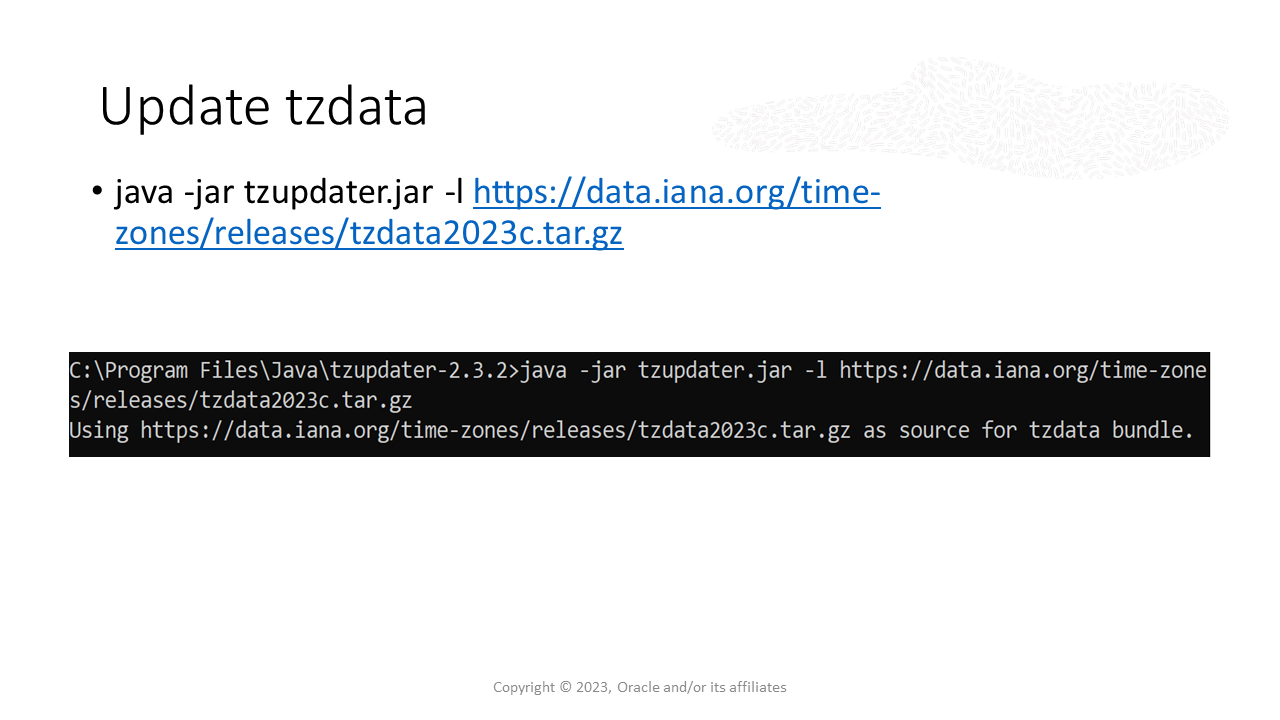 Update tzdata
• java -jar tzupdater.jar -l https://data.iana.org/time-
zones/releases/tzdata2023c.tar.gz
C:\Program Files\Java\tzupdater-2.3.2>java -jar tzupdater.jar -l https://data.iana.org/time-zone
s/releases/tzdata2023c.tar.gz
Using https://data.iana.org/time-zones/releases/tzdata2023c.tar.gz as source for tzdata bundle.
Copyright © 2023, Oracle and/or its affiliates